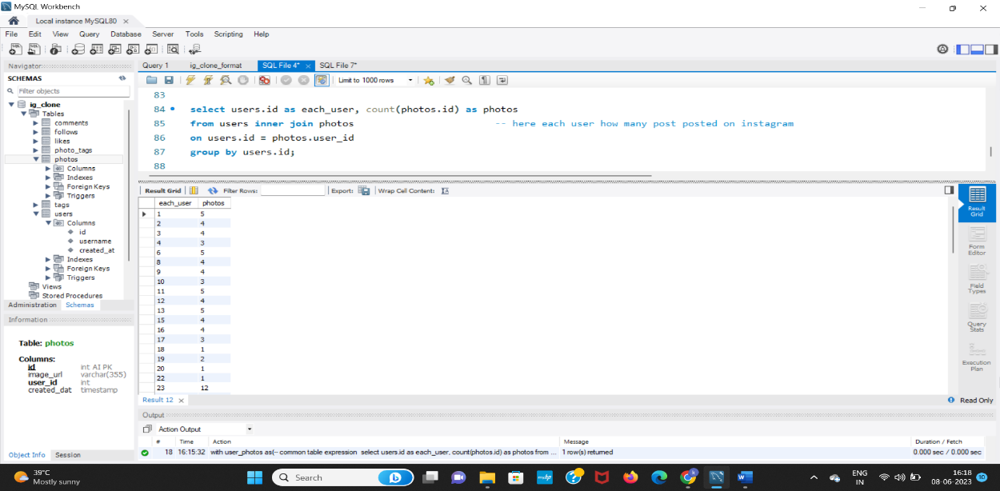 MySQL Workbench
Local instance MySQL80
File Edit View Query Database Server Tools Scripting Help
Navigator
SCHEMAS
Filter objects
ig_clone
Tables
comments
follows
likes
photo_tags
photos
Columns
Indexes
Foreign Keys
Triggers
tags
users
Columns
id
username
created_at
Indexes
Foreign Keys
Triggers
Views
Stored Procedures
Administration Schemas
Information
Table: photos
Columns:
id int AI PK
image_url varchar(355)
user_id int
created_dat timestamp
Object Info Session
Query 1 ig_clone_format SQL File 4* SQL File 7*
Limit to 1000 rows
83
84 select users.id as each_user, count(photos.id) as photos
85 from users inner join photos -- here each user how many post posted on instagram
86 on users.id = photos.user_id
87 group by users.id;
88
Result Grid Filter Rows: Export: Wrap Cell Content:
each_user photos
1 5
2 4
3 4
4 3
6 5
8 4
9 4
10 3
11 5
12 4
13 5
15 4
16 4
17 3
18 1
19 2
20 1
22 1
23 12
Result Grid
Form Editor
Field Types
Query Stats
Execution Plan
Result 12
Read Only
Output
Action Output
# Time Action Message Duration / Fetch
18 16:15:32 with user_photos as(-- common table expression select users.id as each_user, count(photos.id) as photos from ... 1 row(s) returned 0.000 sec / 0.000 sec
39°C
Mostly sunny
Search
ENG
IN
16:18
08-06-2023
10